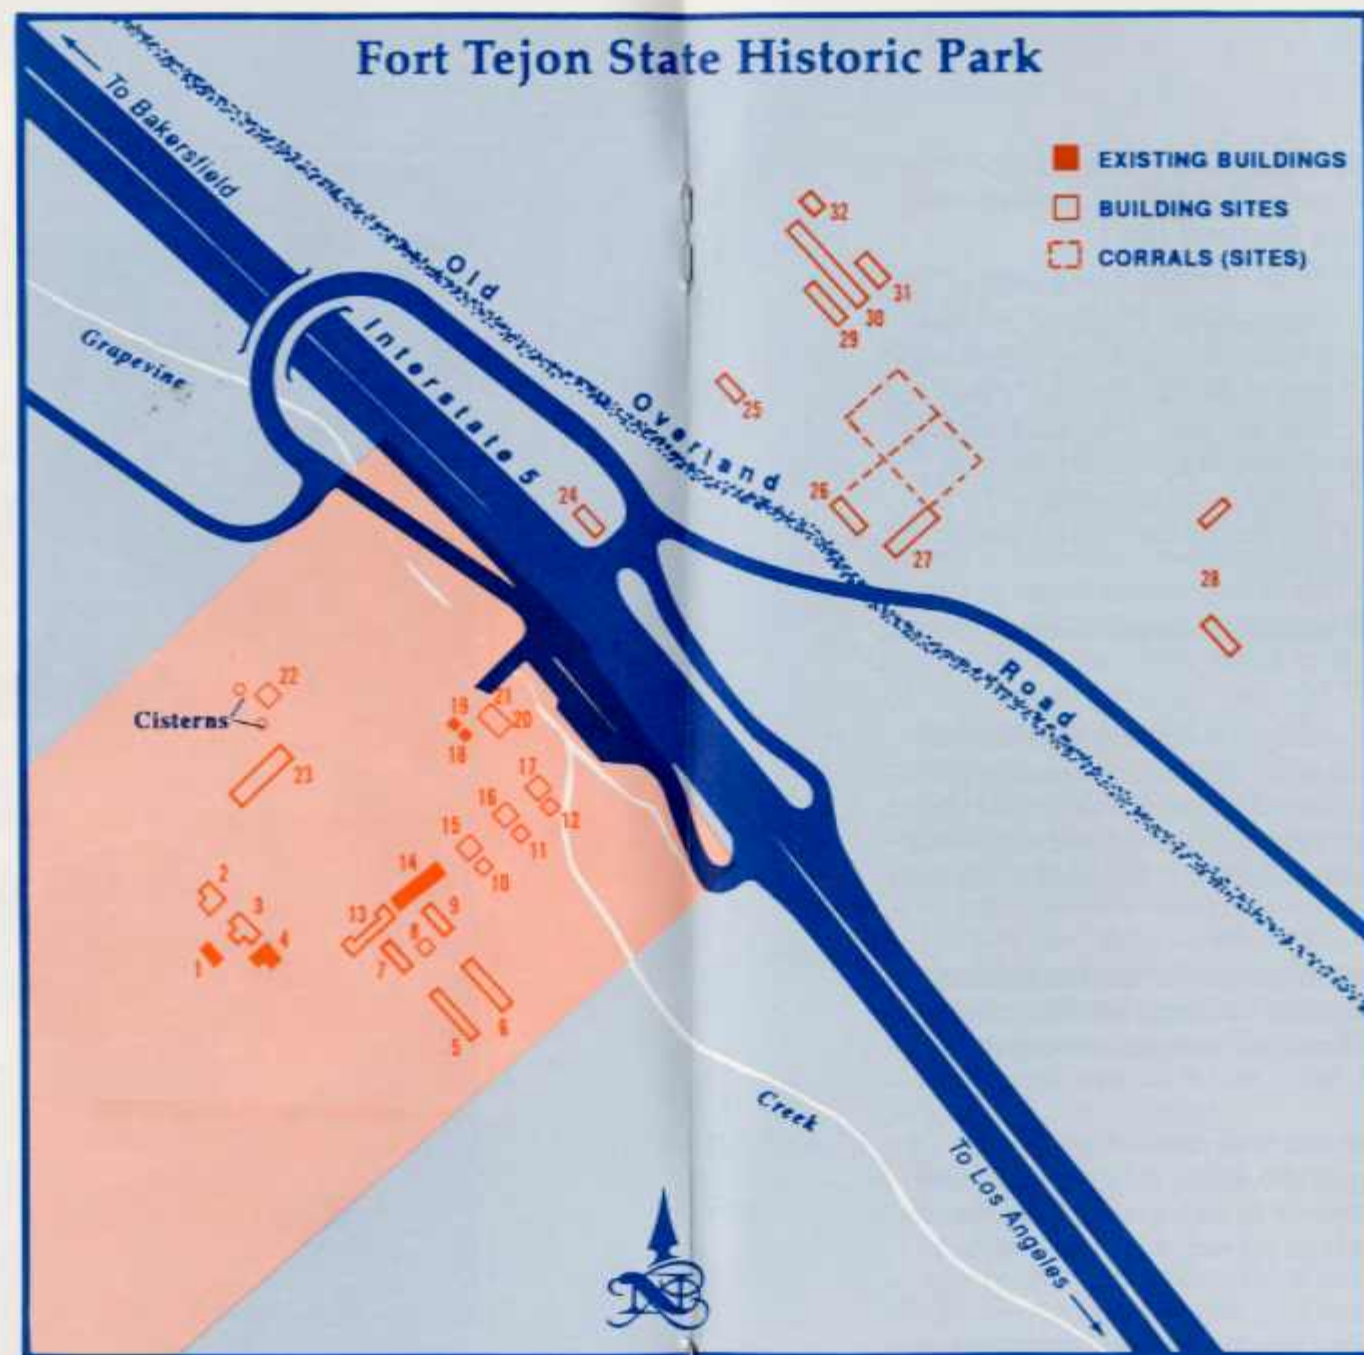 Fort Tejon State Historic Park
To Bakersfield
EXISTING BUILDINGS
BUILDING SITES
CORRALS (SITES)
Old Overland Road
Interstate 5
Grapevine
Creek
32
31
30
29
25
24
26
27
28
22
Cisterns
23
19
21
20
18
17
12
16
11
15
10
14
2
3
4
1
13
9
8
7
6
5
To Los Angeles
N